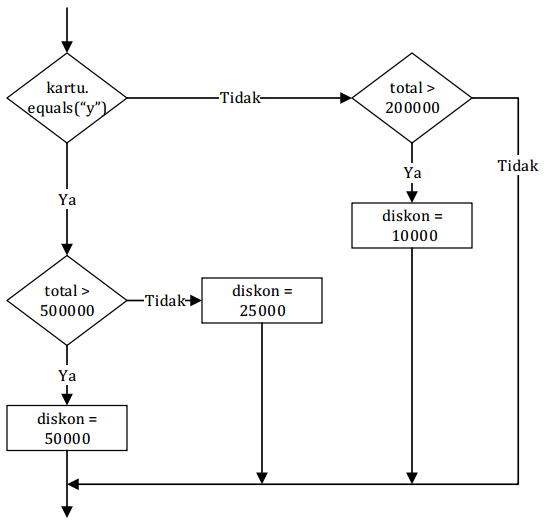 kartu.
equals("y")
Tidak
total >
200000
Tidak
Ya
diskon =
10000
Ya
total >
500000
Tidak
diskon =
25000
Ya
diskon =
50000